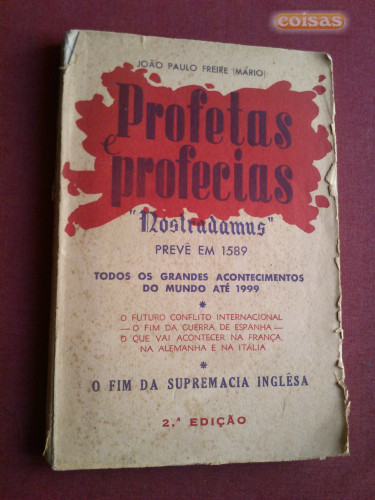 coisas
JOÃO PAULO FREIRE (MÁRIO)
Profetas
e
profecias
"Nostradamus"
PREVÊ EM 1589
TODOS OS GRANDES ACONTECIMENTOS
DO MUNDO ATÉ 1999
*
O FUTURO CONFLITO INTERNACIONAL
— O FIM DA GUERRA DE ESPANHA —
O QUE VAI ACONTECER NA FRANÇA,
NA ALEMANHA E NA ITÁLIA
*
O FIM DA SUPREMACIA INGLÊSA
2.ª EDIÇÃO